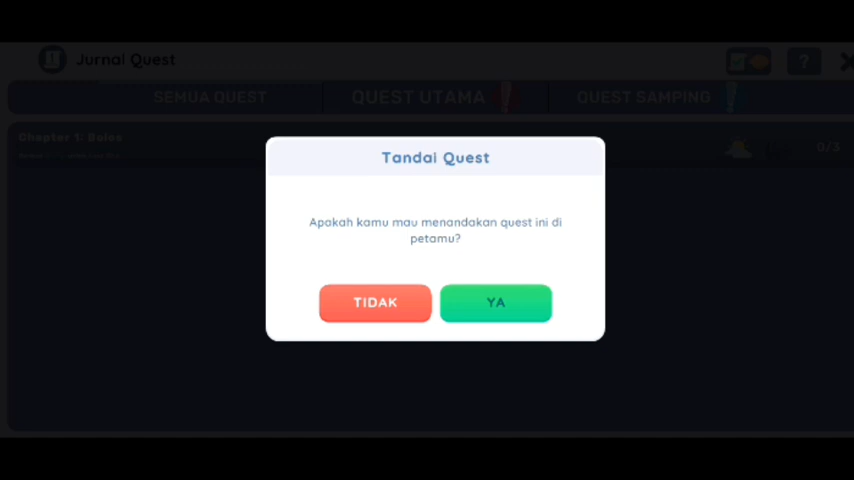 Jurnal Quest
?
SEMUA QUEST
QUEST UTAMA
QUEST SAMPING
Chapter 1: Boleo
0/3
Tandai Quest
Apakah kamu mau menandakan quest ini di
petamu?
TIDAK
YA